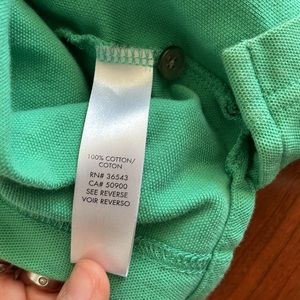 100% COTTON/
COTON
RN# 36543
CA# 50900
SEE REVERSE
VOIR REVERSO